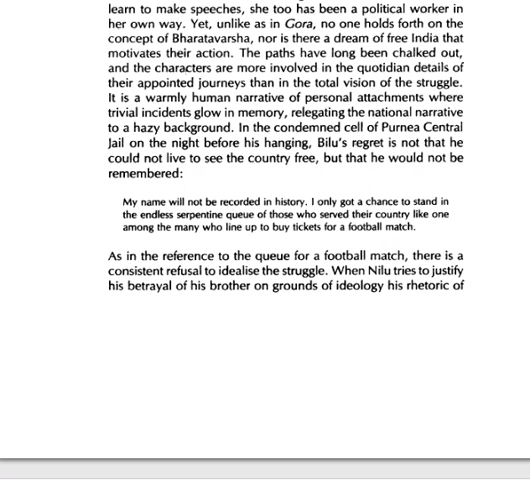 learn to make speeches, she too has been a political worker in
her own way. Yet, unlike as in Gora, no one holds forth on the
concept of Bharatavarsha, nor is there a dream of free India that
motivates their action. The paths have long been chalked out,
and the characters are more involved in the quotidian details of
their appointed journeys than in the total vision of the struggle.
It is a warmly human narrative of personal attachments where
trivial incidents glow in memory, relegating the national narrative
to a hazy background. In the condemned cell of Purnea Central
Jail on the night before his hanging, Bilu's regret is not that he
could not live to see the country free, but that he would not be
remembered:
My name will not be recorded in history. I only got a chance to stand in
the endless serpentine queue of those who served their country like one
among the many who line up to buy tickets for a football match.
As in the reference to the queue for a football match, there is a
consistent refusal to idealise the struggle. When Nilu tries to justify
his betrayal of his brother on grounds of ideology his rhetoric of